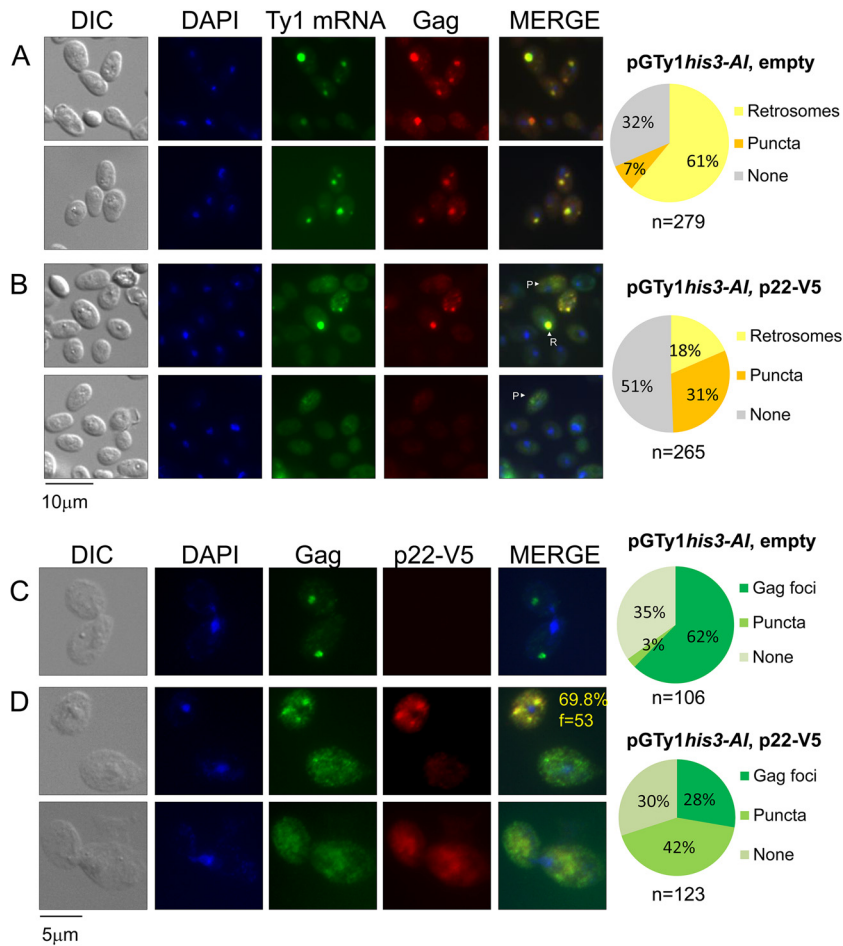 DIC DAPI Ty1 mRNA Gag MERGE
A
pGTy1his3-AI, empty
32%
7%
61%
Retrosomes
Puncta
None
n=279
B
P
R
P
pGTy1his3-AI, p22-V5
18%
51%
31%
Retrosomes
Puncta
None
n=265
10μm
DIC DAPI Gag p22-V5 MERGE
C
pGTy1his3-AI, empty
35%
3%
62%
Gag foci
Puncta
None
n=106
D
69.8%
f=53
pGTy1his3-AI, p22-V5
30%
28%
42%
Gag foci
Puncta
None
n=123
5μm